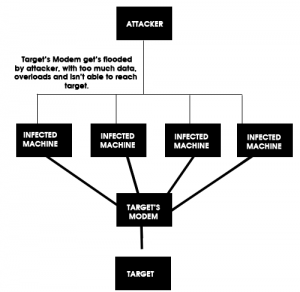 ATTACKER
Target's Modem get's flooded
by attacker, with too much data,
overloads and isn't able to reach
target.
INFECTED
MACHINE
INFECTED
MACHINE
INFECTED
MACHINE
INFECTED
MACHINE
TARGET'S
MODEM
TARGET